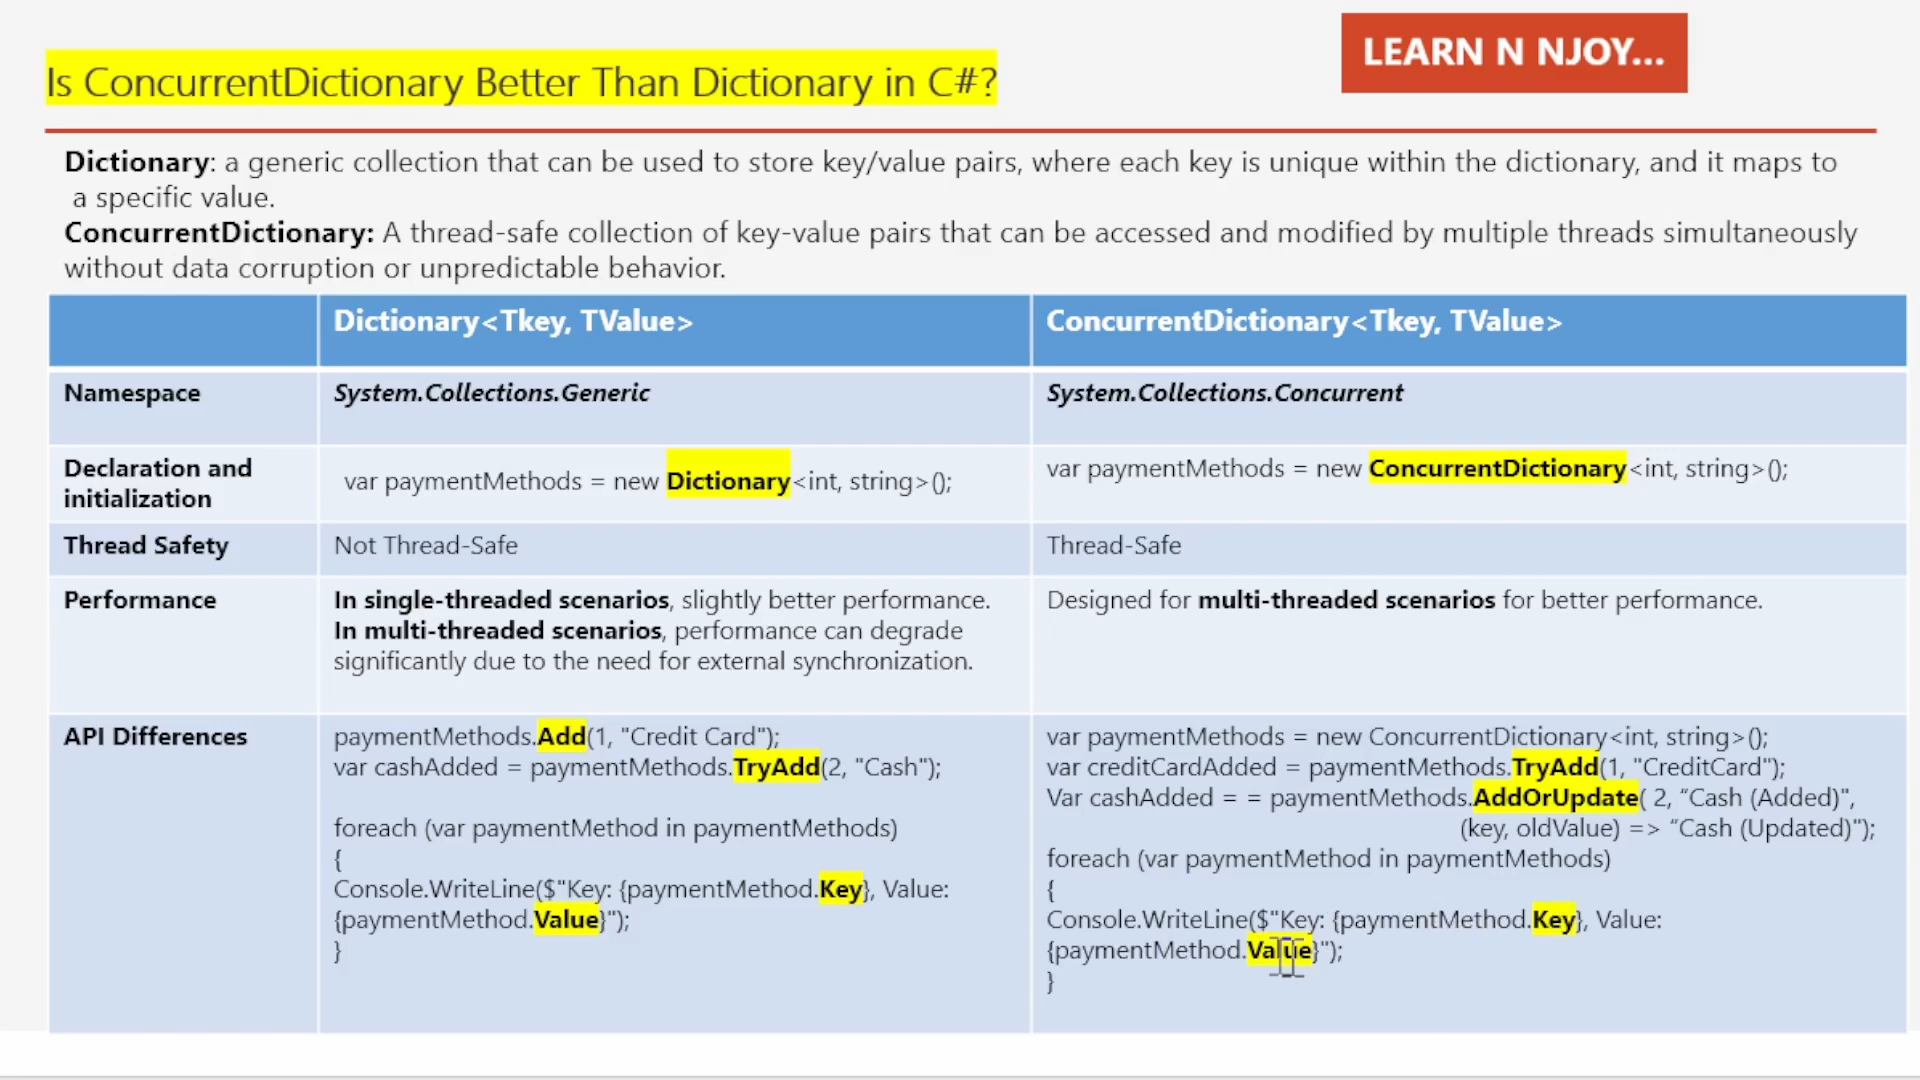 Is ConcurrentDictionary Better Than Dictionary in C#?
LEARN N NJOY...
Dictionary: a generic collection that can be used to store key/value pairs, where each key is unique within the dictionary, and it maps to
a specific value.
ConcurrentDictionary: A thread-safe collection of key-value pairs that can be accessed and modified by multiple threads simultaneously
without data corruption or unpredictable behavior.
Dictionary<Tkey, TValue>
ConcurrentDictionary<Tkey, TValue>
Namespace
System.Collections.Generic
System.Collections.Concurrent
Declaration and
initialization
var paymentMethods = new Dictionary<int, string>();
var paymentMethods = new ConcurrentDictionary<int, string>();
Thread Safety
Not Thread-Safe
Thread-Safe
Performance
In single-threaded scenarios, slightly better performance.
In multi-threaded scenarios, performance can degrade
significantly due to the need for external synchronization.
Designed for multi-threaded scenarios for better performance.
API Differences
paymentMethods.Add(1, "Credit Card");
var cashAdded = paymentMethods.TryAdd(2, "Cash");
foreach (var paymentMethod in paymentMethods)
{
Console.WriteLine($"Key: {paymentMethod.Key}, Value:
{paymentMethod.Value}");
}
var paymentMethods = new ConcurrentDictionary<int, string>();
var creditCardAdded = paymentMethods.TryAdd(1, "CreditCard");
Var cashAdded = = paymentMethods.AddOrUpdate( 2, “Cash (Added)",
(key, oldValue) => “Cash (Updated)");
foreach (var paymentMethod in paymentMethods)
{
Console.WriteLine($"Key: {paymentMethod.Key}, Value:
{paymentMethod.Value}");
}